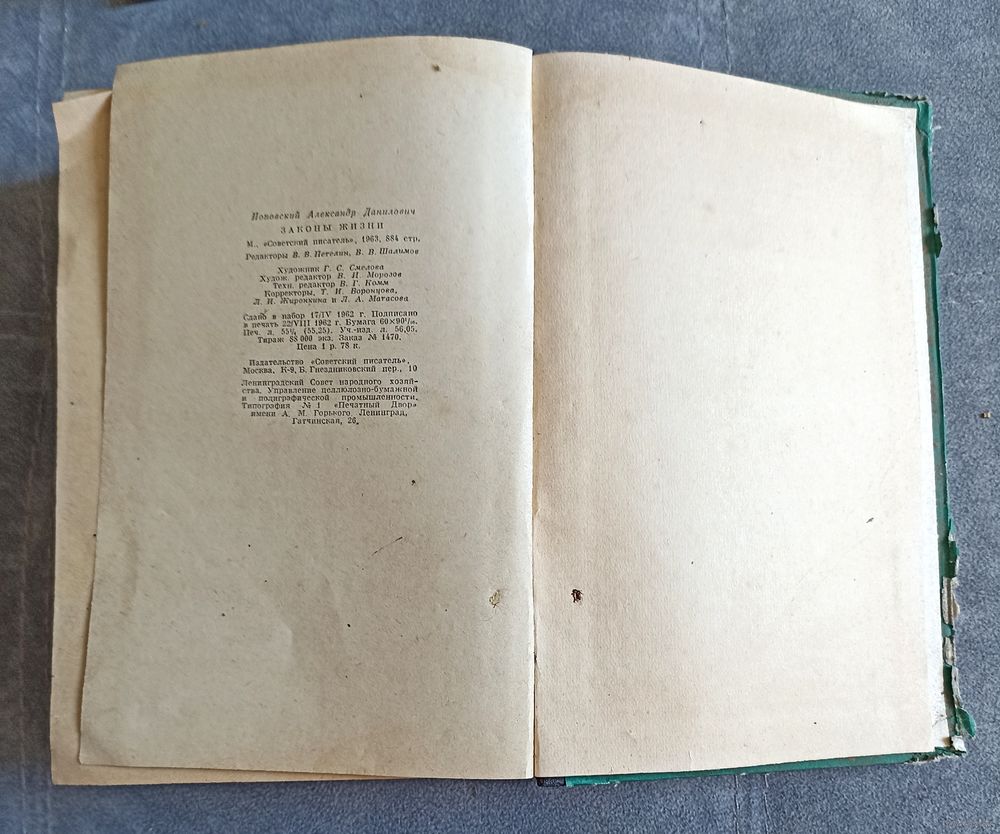 Поповский Александр Данилович
ЗАКОНЫ ЖИЗНИ
М., «Советский писатель», 1963, 884 стр.
Редакторы В. В. Петелин, В. В. Шалимов
Художник Г. С. Смелова
Худож. редактор В. И. Морозов
Техн. редактор В. Г. Комм
Корректоры, Т. И. Воронцова,
Л. И. Жиронкина и Л. А. Матасова
Сдано в набор 17/IV 1962 г. Подписано
в печать 22/VIII 1962 г. Бумага 60×90¹/₁₆.
Печ. л. 55¼ (55,25). Уч.-изд. л. 56,05.
Тираж 88 000 экз. Заказ № 1470.
Цена 1 р. 78 к.
Издательство «Советский писатель».
Москва, К-9, Б. Гнездниковский пер., 10
Ленинградский Совет народного хозяй-
ства. Управление целлюлозно-бумажной
и полиграфической промышленности.
Типография № 1 «Печатный Двор»
имени А. М. Горького Ленинград,
Гатчинская, 26.